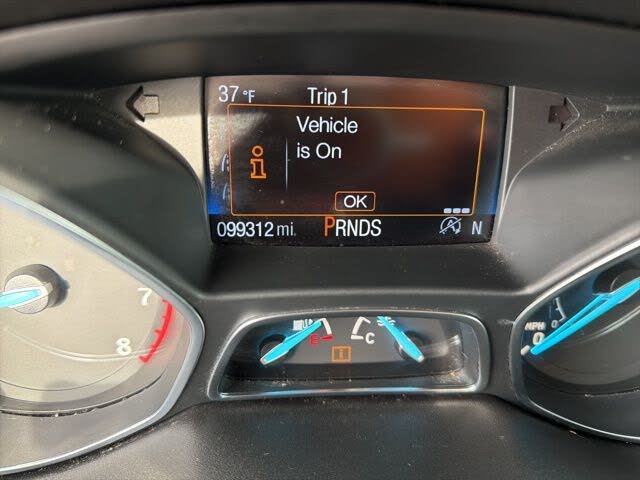 37 °F Trip 1
Vehicle
is On
i
OK
099312 mi PRNDS A N
7
8
E
C
MPH 0